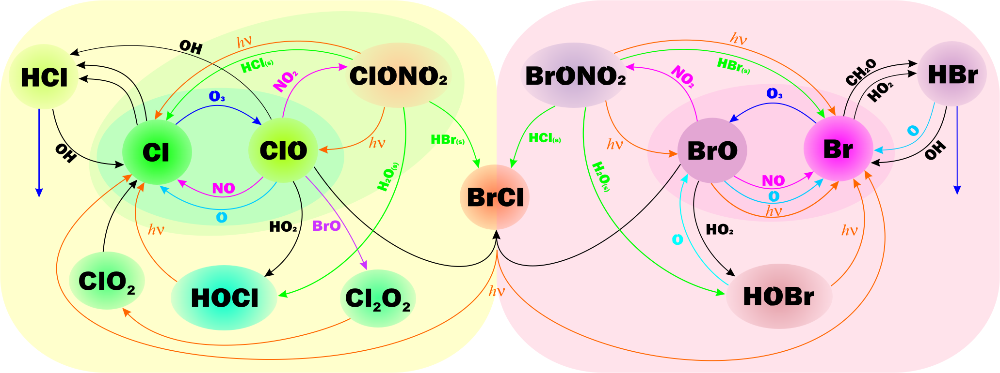 hν
hν
OH
HCl(s)
NO₂
HCl
ClONO₂
BrONO₂
NO₂
HBr(s)
CH₂O
HO₂
HBr
O₃
O₃
OH
Cl
ClO
hν
HBr(s)
HCl(s)
hν
BrO
Br
O
OH
H₂O(s)
H₂O(s)
NO
O
BrCl
NO
O
hν
hν
HO₂
BrO
O
HO₂
hν
ClO₂
HOCl
Cl₂O₂
hν
HOBr